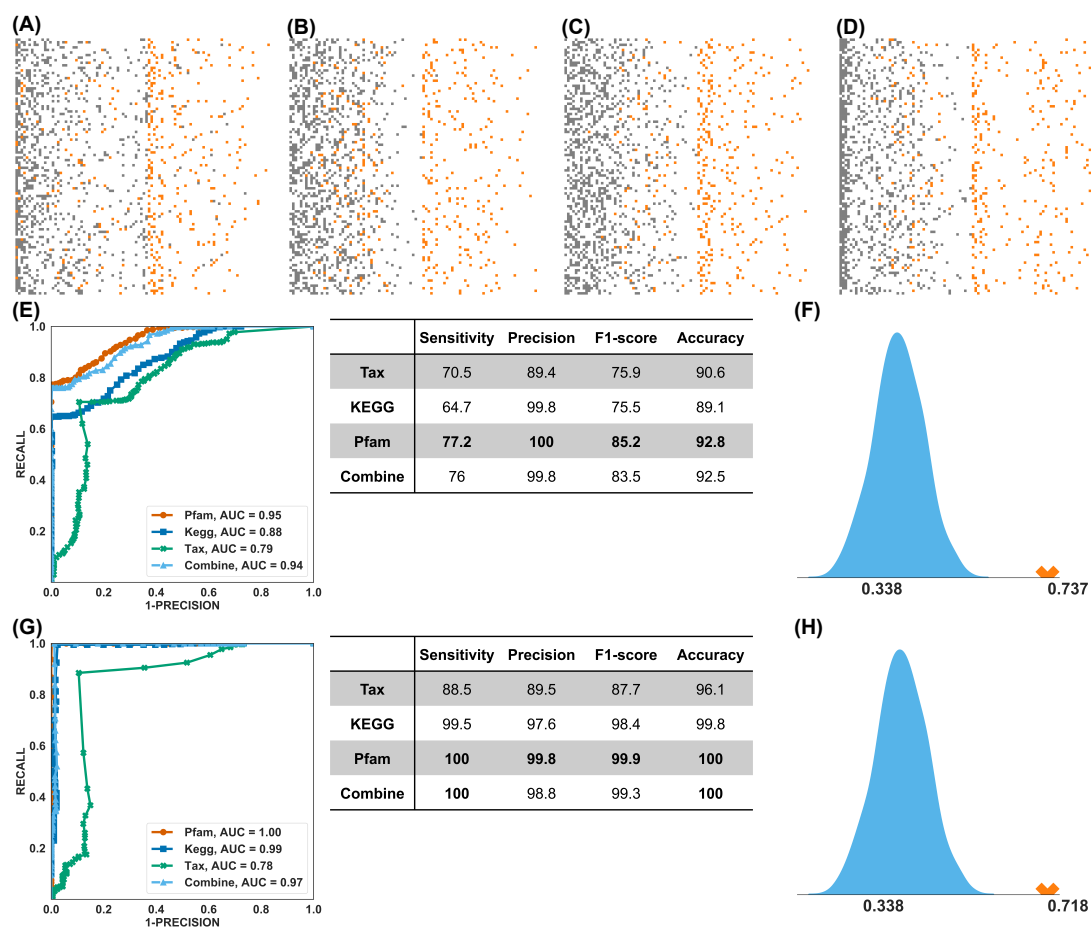 (A)
(B)
(C)
(D)
(E)
1.0
0.8
0.6
0.4
0.2
RECALL
0.0 0.2 0.4 0.6 0.8 1.0
1-PRECISION
Pfam, AUC = 0.95
Kegg, AUC = 0.88
Tax, AUC = 0.79
Combine, AUC = 0.94
Sensitivity Precision F1-score Accuracy
Tax 70.5 89.4 75.9 90.6
KEGG 64.7 99.8 75.5 89.1
Pfam 77.2 100 85.2 92.8
Combine 76 99.8 83.5 92.5
(F)
0.338 0.737
(G)
1.0
0.8
0.6
0.4
0.2
RECALL
0.0 0.2 0.4 0.6 0.8 1.0
1-PRECISION
Pfam, AUC = 1.00
Kegg, AUC = 0.99
Tax, AUC = 0.78
Combine, AUC = 0.97
Sensitivity Precision F1-score Accuracy
Tax 88.5 89.5 87.7 96.1
KEGG 99.5 97.6 98.4 99.8
Pfam 100 99.8 99.9 100
Combine 100 98.8 99.3 100
(H)
0.338 0.718